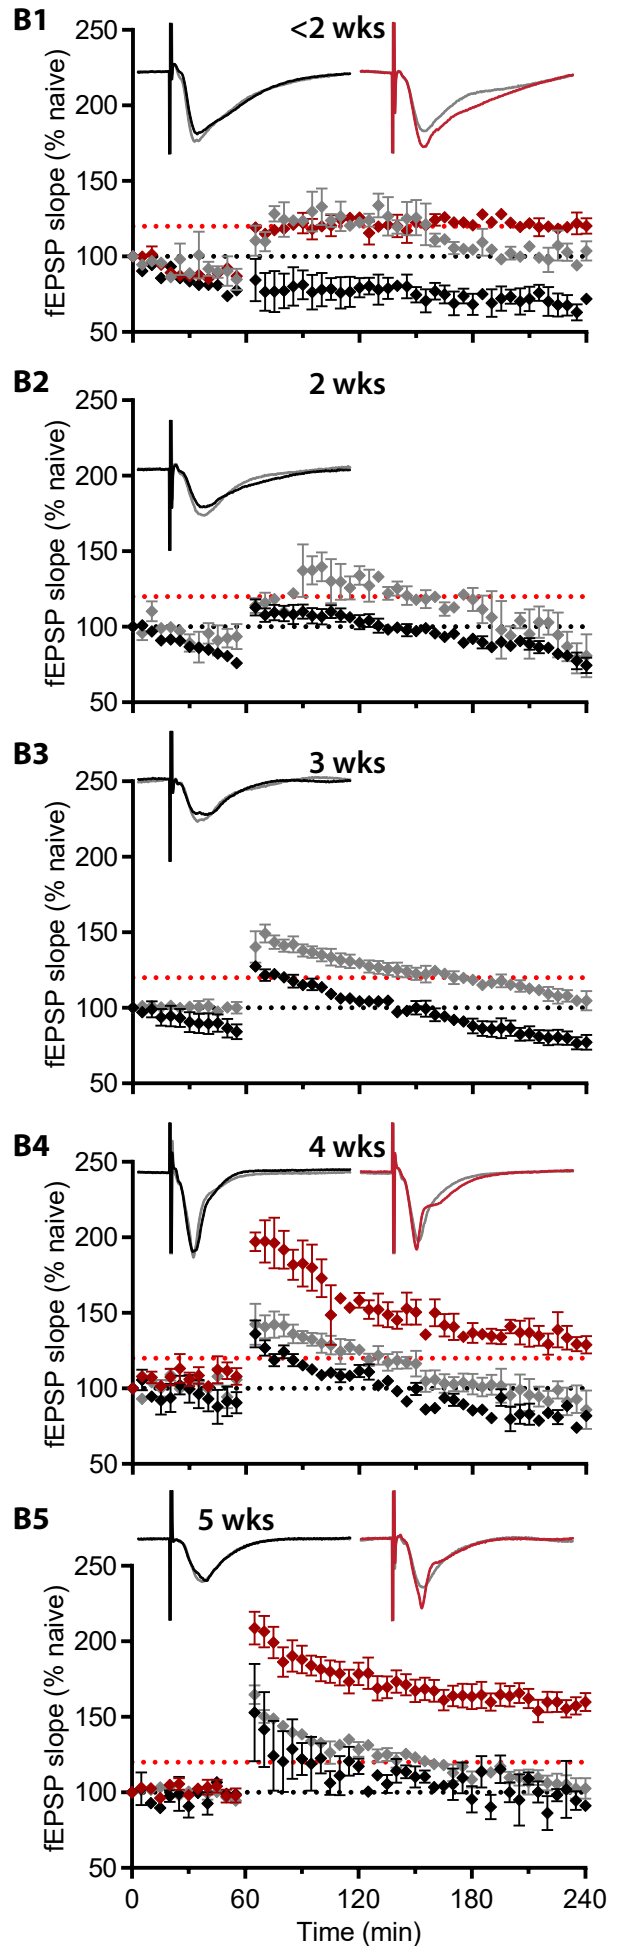 B1
<2 wks
fEPSP slope (% naive)
250
200
150
100
50
B2
2 wks
fEPSP slope (% naive)
250
200
150
100
50
B3
3 wks
fEPSP slope (% naive)
250
200
150
100
50
B4
4 wks
fEPSP slope (% naive)
250
200
150
100
50
B5
5 wks
fEPSP slope (% naive)
250
200
150
100
50
0 60 120 180 240
Time (min)